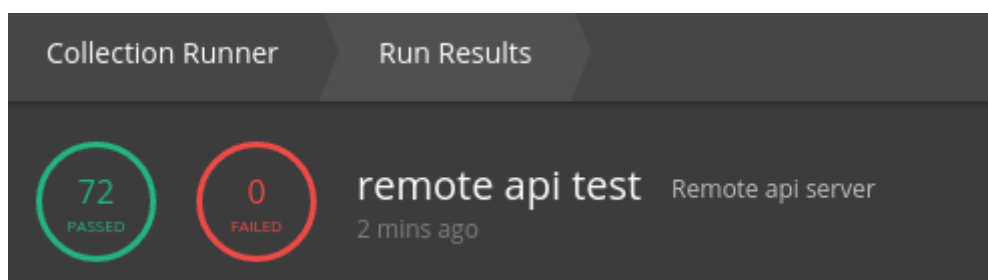 Collection Runner
Run Results
72
PASSED
0
FAILED
remote api test
Remote api server
2 mins ago